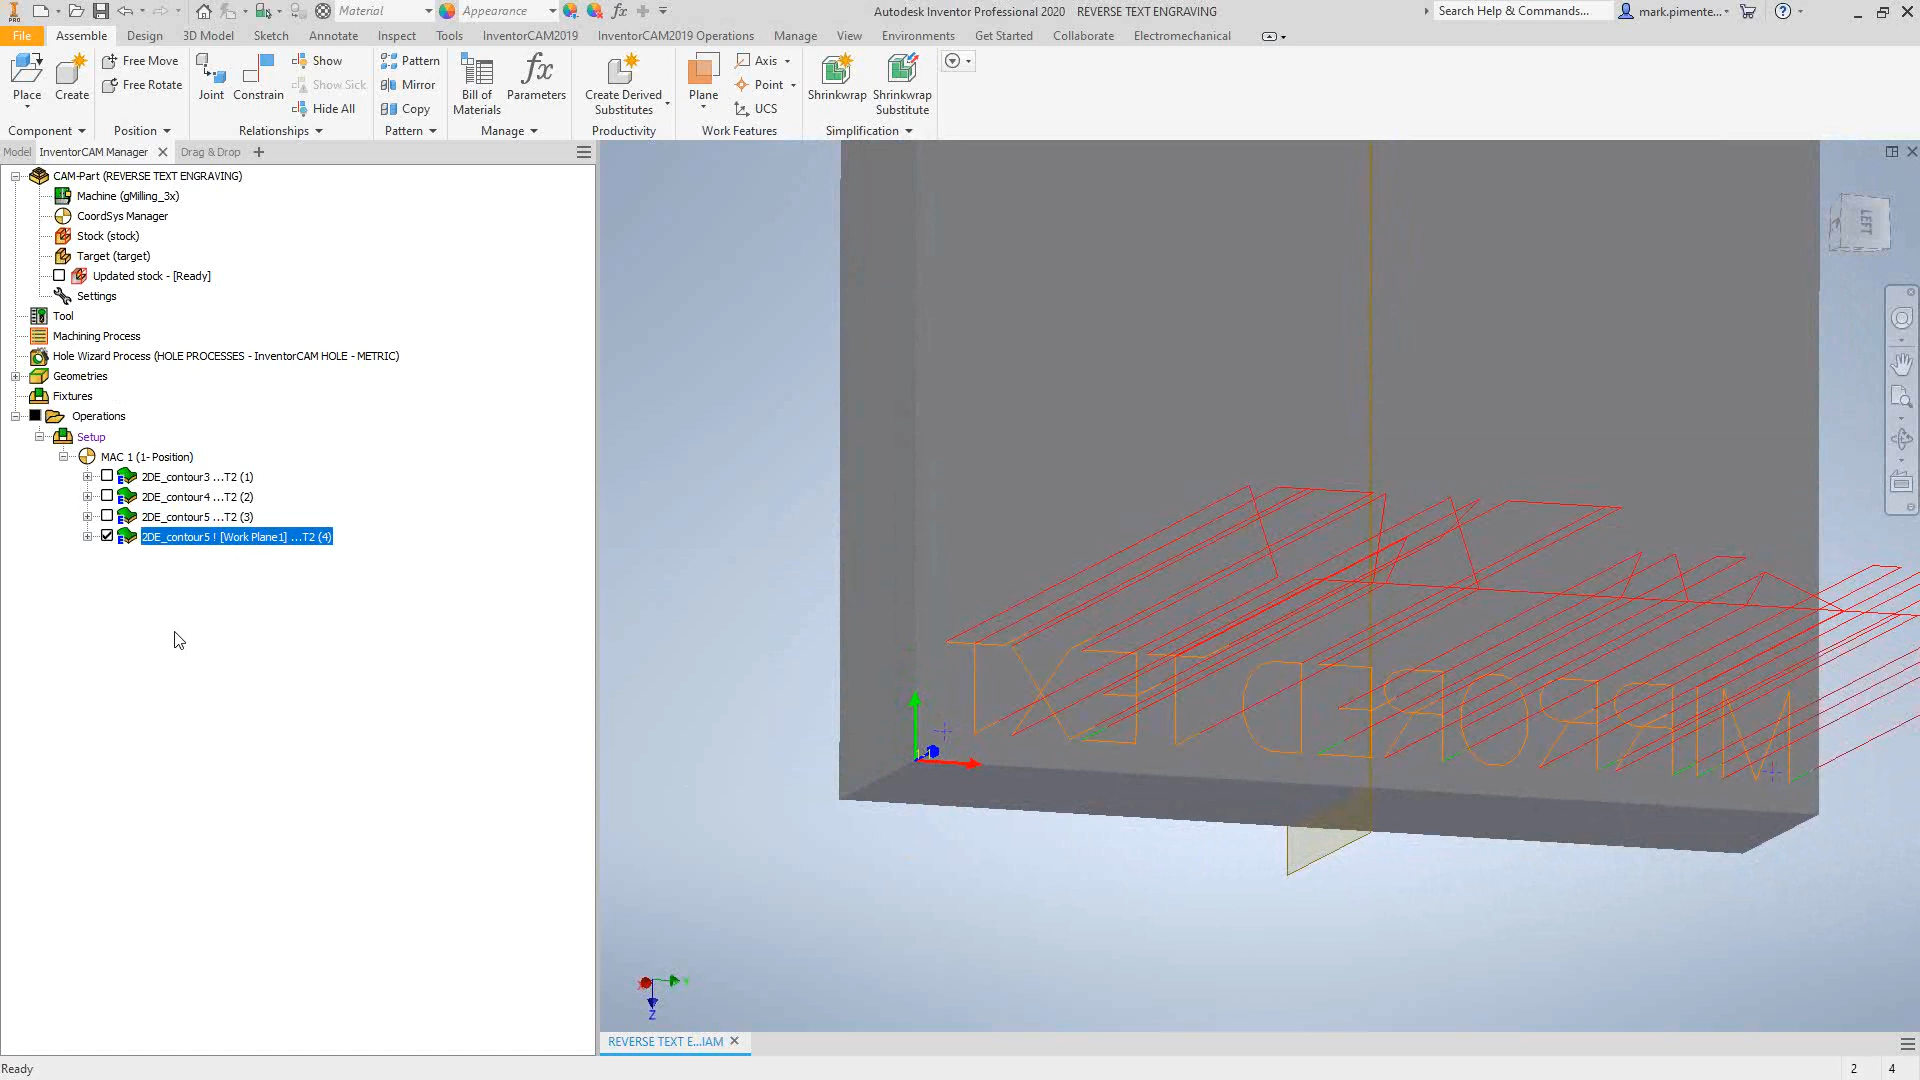 Material
Appearance
Autodesk Inventor Professional 2020 REVERSE TEXT ENGRAVING
Search Help & Commands...
mark.pimente...
PRO
File Assemble Design 3D Model Sketch Annotate Inspect Tools InventorCAM2019 InventorCAM2019 Operations Manage View Environments Get Started Collaborate Electromechanical
Place
Create
Free Move
Free Rotate
Joint
Constrain
Show
Show Sick
Hide All
Pattern
Mirror
Copy
Bill of Materials
Parameters
Create Derived Substitutes
Plane
Axis
Point
UCS
Shrinkwrap
Shrinkwrap Substitute
Component Position Relationships Pattern Manage Productivity Work Features Simplification
Model InventorCAM Manager Drag & Drop
CAM-Part (REVERSE TEXT ENGRAVING)
Machine (gMilling_3x)
CoordSys Manager
Stock (stock)
Target (target)
Updated stock - [Ready]
Settings
Tool
Machining Process
Hole Wizard Process (HOLE PROCESSES - InventorCAM HOLE - METRIC)
Geometries
Fixtures
Operations
Setup
MAC 1 (1- Position)
2DE_contour3 ...T2 (1)
2DE_contour4 ...T2 (2)
2DE_contour5 ...T2 (3)
2DE_contour5 ! [Work Plane1] ...T2 (4)
LEFT
MIRRORED TEXT
Z
REVERSE TEXT E...IAM
Ready
2 4